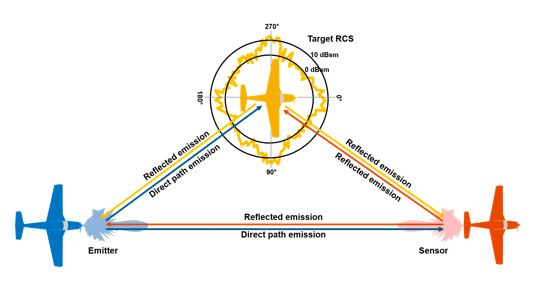 270°
Target RCS
10 dBsm
0 dBsm
180°
0°
90°
Reflected emission
Direct path emission
Reflected emission
Reflected emission
Reflected emission
Direct path emission
Emitter
Sensor